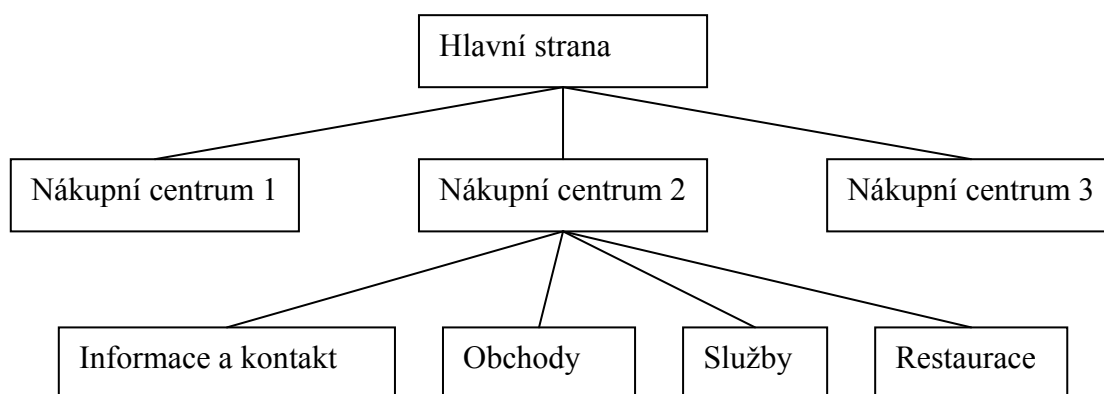 Hlavní strana
Nákupní centrum 1
Nákupní centrum 2
Nákupní centrum 3
Informace a kontakt
Obchody
Služby
Restaurace